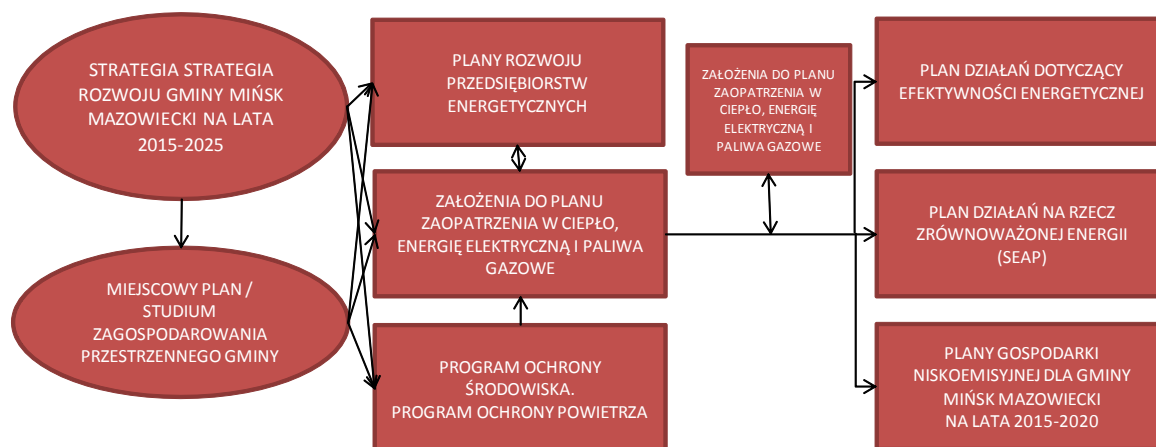 STRATEGIA STRATEGIA
ROZWOJU GMINY MIŃSK
MAZOWIECKI NA LATA
2015-2025
MIEJSCOWY PLAN /
STUDIUM
ZAGOSPODAROWANIA
PRZESTRZENNEGO GMINY
PLANY ROZWOJU
PRZEDSIĘBIORSTW
ENERGETYCZNYCH
ZAŁOŻENIA DO PLANU
ZAOPATRZENIA W CIEPŁO,
ENERGIĘ ELEKTRYCZNĄ I PALIWA
GAZOWE
PROGRAM OCHRONY
ŚRODOWISKA.
PROGRAM OCHRONY POWIETRZA
ZAŁOŻENIA DO PLANU
ZAOPATRZENIA W
CIEPŁO, ENERGIĘ
ELEKTRYCZNĄ I
PALIWA GAZOWE
PLAN DZIAŁAŃ DOTYCZĄCY
EFEKTYWNOŚCI ENERGETYCZNEJ
PLAN DZIAŁAŃ NA RZECZ
ZRÓWNOWAŻONEJ ENERGII
(SEAP)
PLANY GOSPODARKI
NISKOEMISYJNEJ DLA GMINY
MIŃSK MAZOWIECKI
NA LATA 2015-2020